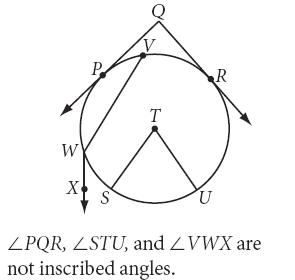 Q
V
P
R
T
W
X
S
U
∠PQR, ∠STU, and ∠VWX are
not inscribed angles.